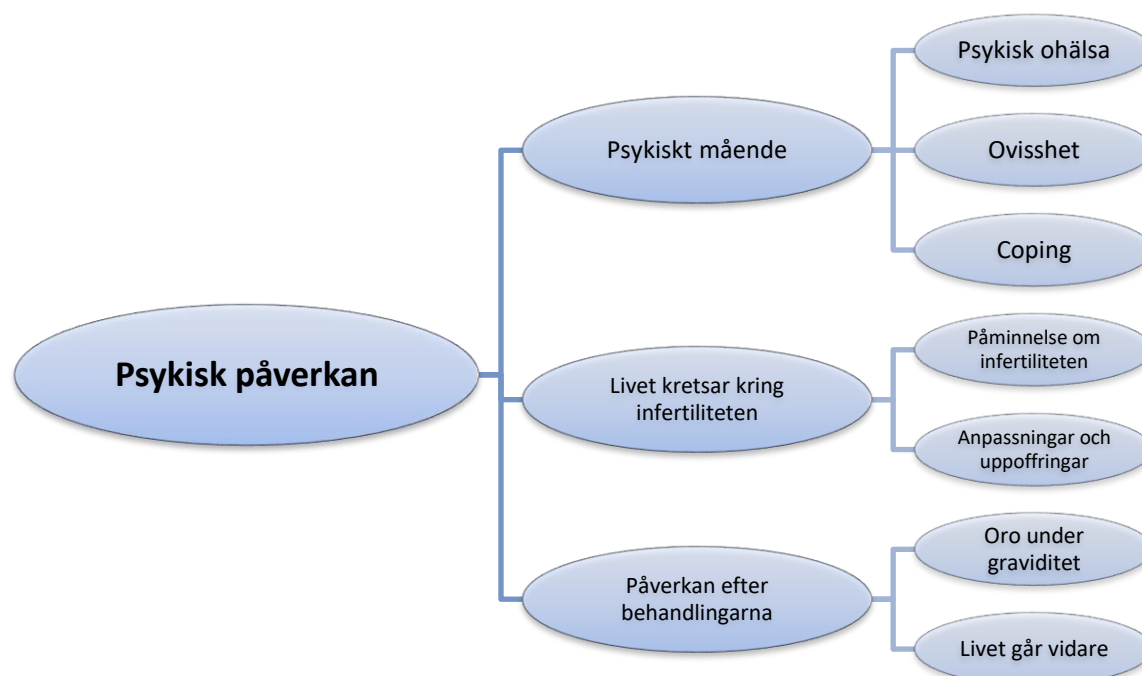 Psykisk påverkan
Psykiskt mående
Psykisk ohälsa
Ovisshet
Coping
Livet kretsar kring
infertiliteten
Påminnelse om
infertiliteten
Anpassningar och
uppoffringar
Påverkan efter
behandlingarna
Oro under
graviditet
Livet går vidare